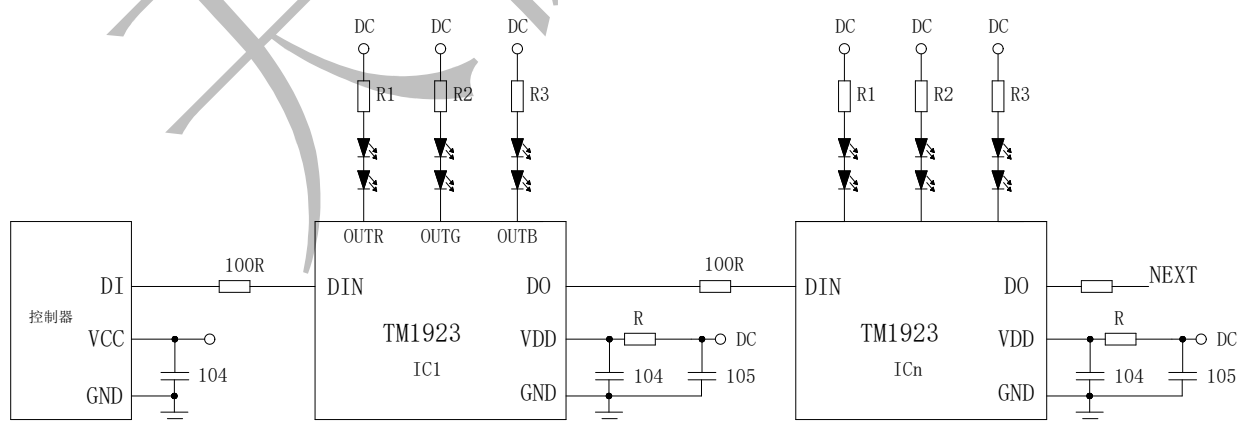 DC DC DC DC DC DC
R1 R2 R3 R1 R2 R3
OUTR OUTG OUTB
100R 100R
DI DIN DO DIN DO NEXT
控制器
VCC TM1923 VDD R DC TM1923 VDD R DC
IC1 ICn
104 104 105 104 105
GND GND GND